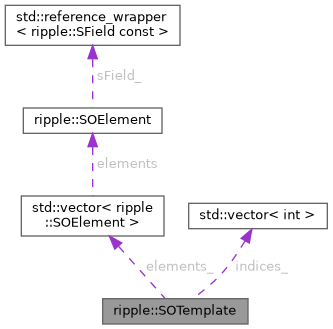 std::reference_wrapper
< ripple::SField const >
sField_
ripple::SOElement
elements
std::vector< ripple
::SOElement >
std::vector< int >
elements_
indices_
ripple::SOTemplate